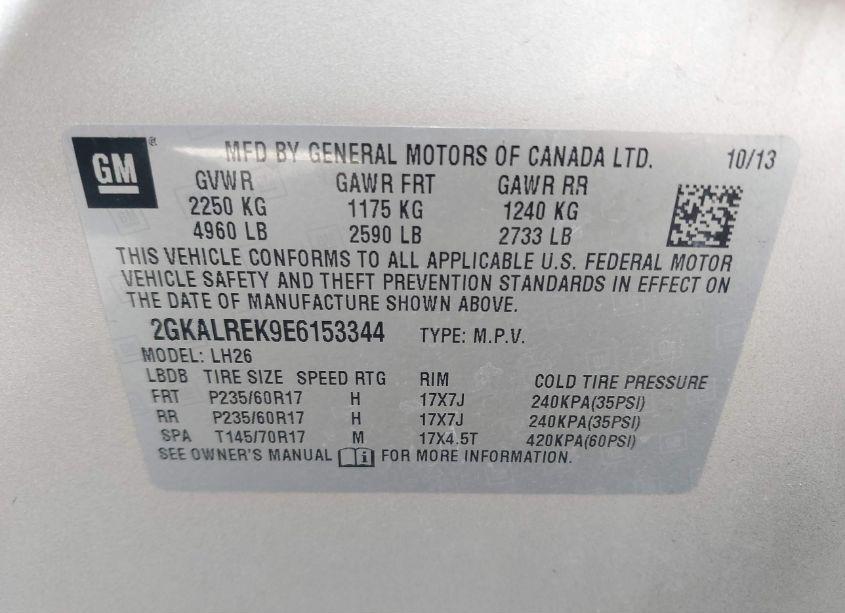 GM ® MFD BY GENERAL MOTORS OF CANADA LTD. 10/13
GVWR GAWR FRT GAWR RR
2250 KG 1175 KG 1240 KG
4960 LB 2590 LB 2733 LB
THIS VEHICLE CONFORMS TO ALL APPLICABLE U.S. FEDERAL MOTOR
VEHICLE SAFETY AND THEFT PREVENTION STANDARDS IN EFFECT ON
THE DATE OF MANUFACTURE SHOWN ABOVE.
2GKALREK9E6153344 TYPE: M.P.V.
MODEL: LH26
LBDB TIRE SIZE SPEED RTG RIM COLD TIRE PRESSURE
FRT P235/60R17 H 17X7J 240KPA(35PSI)
RR P235/60R17 H 17X7J 240KPA(35PSI)
SPA T145/70R17 M 17X4.5T 420KPA(60PSI)
SEE OWNER'S MANUAL i FOR MORE INFORMATION.